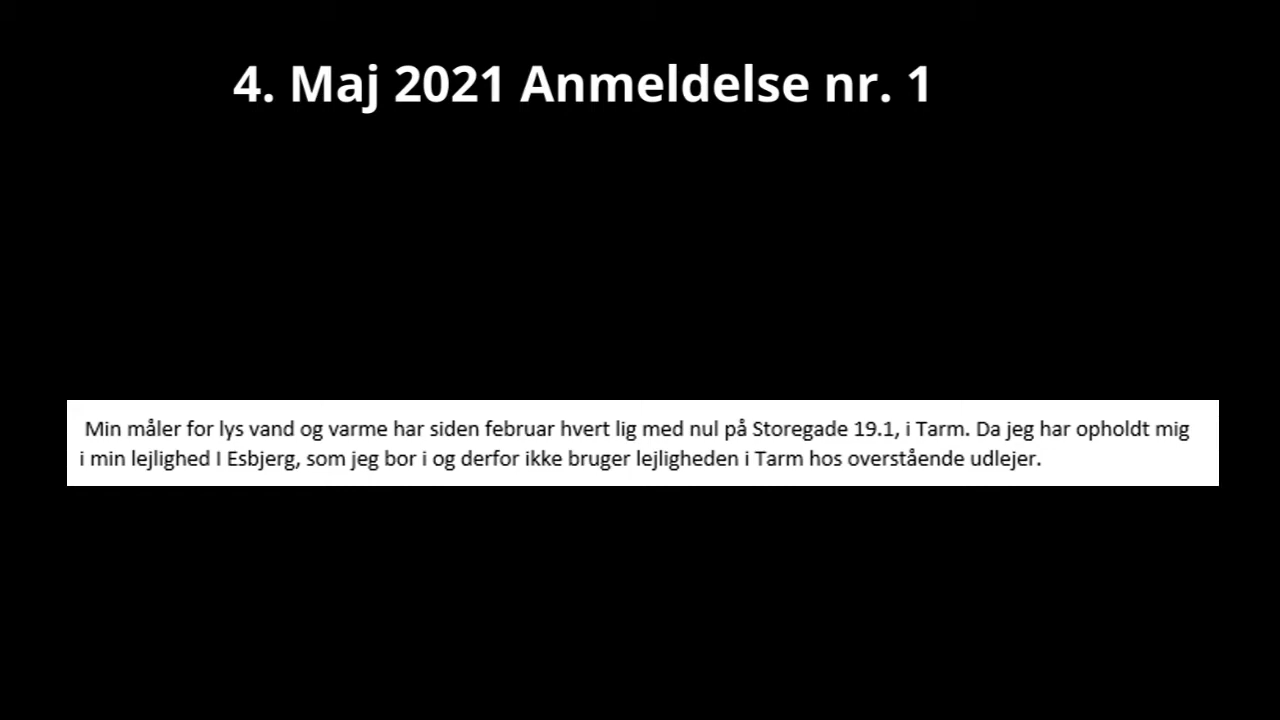 4. Maj 2021 Anmeldelse nr. 1
Min måler for lys vand og varme har siden februar hvert lig med nul på Storegade 19.1, i Tarm. Da jeg har opholdt mig
i min lejlighed I Esbjerg, som jeg bor i og derfor ikke bruger lejligheden i Tarm hos overstående udlejer.